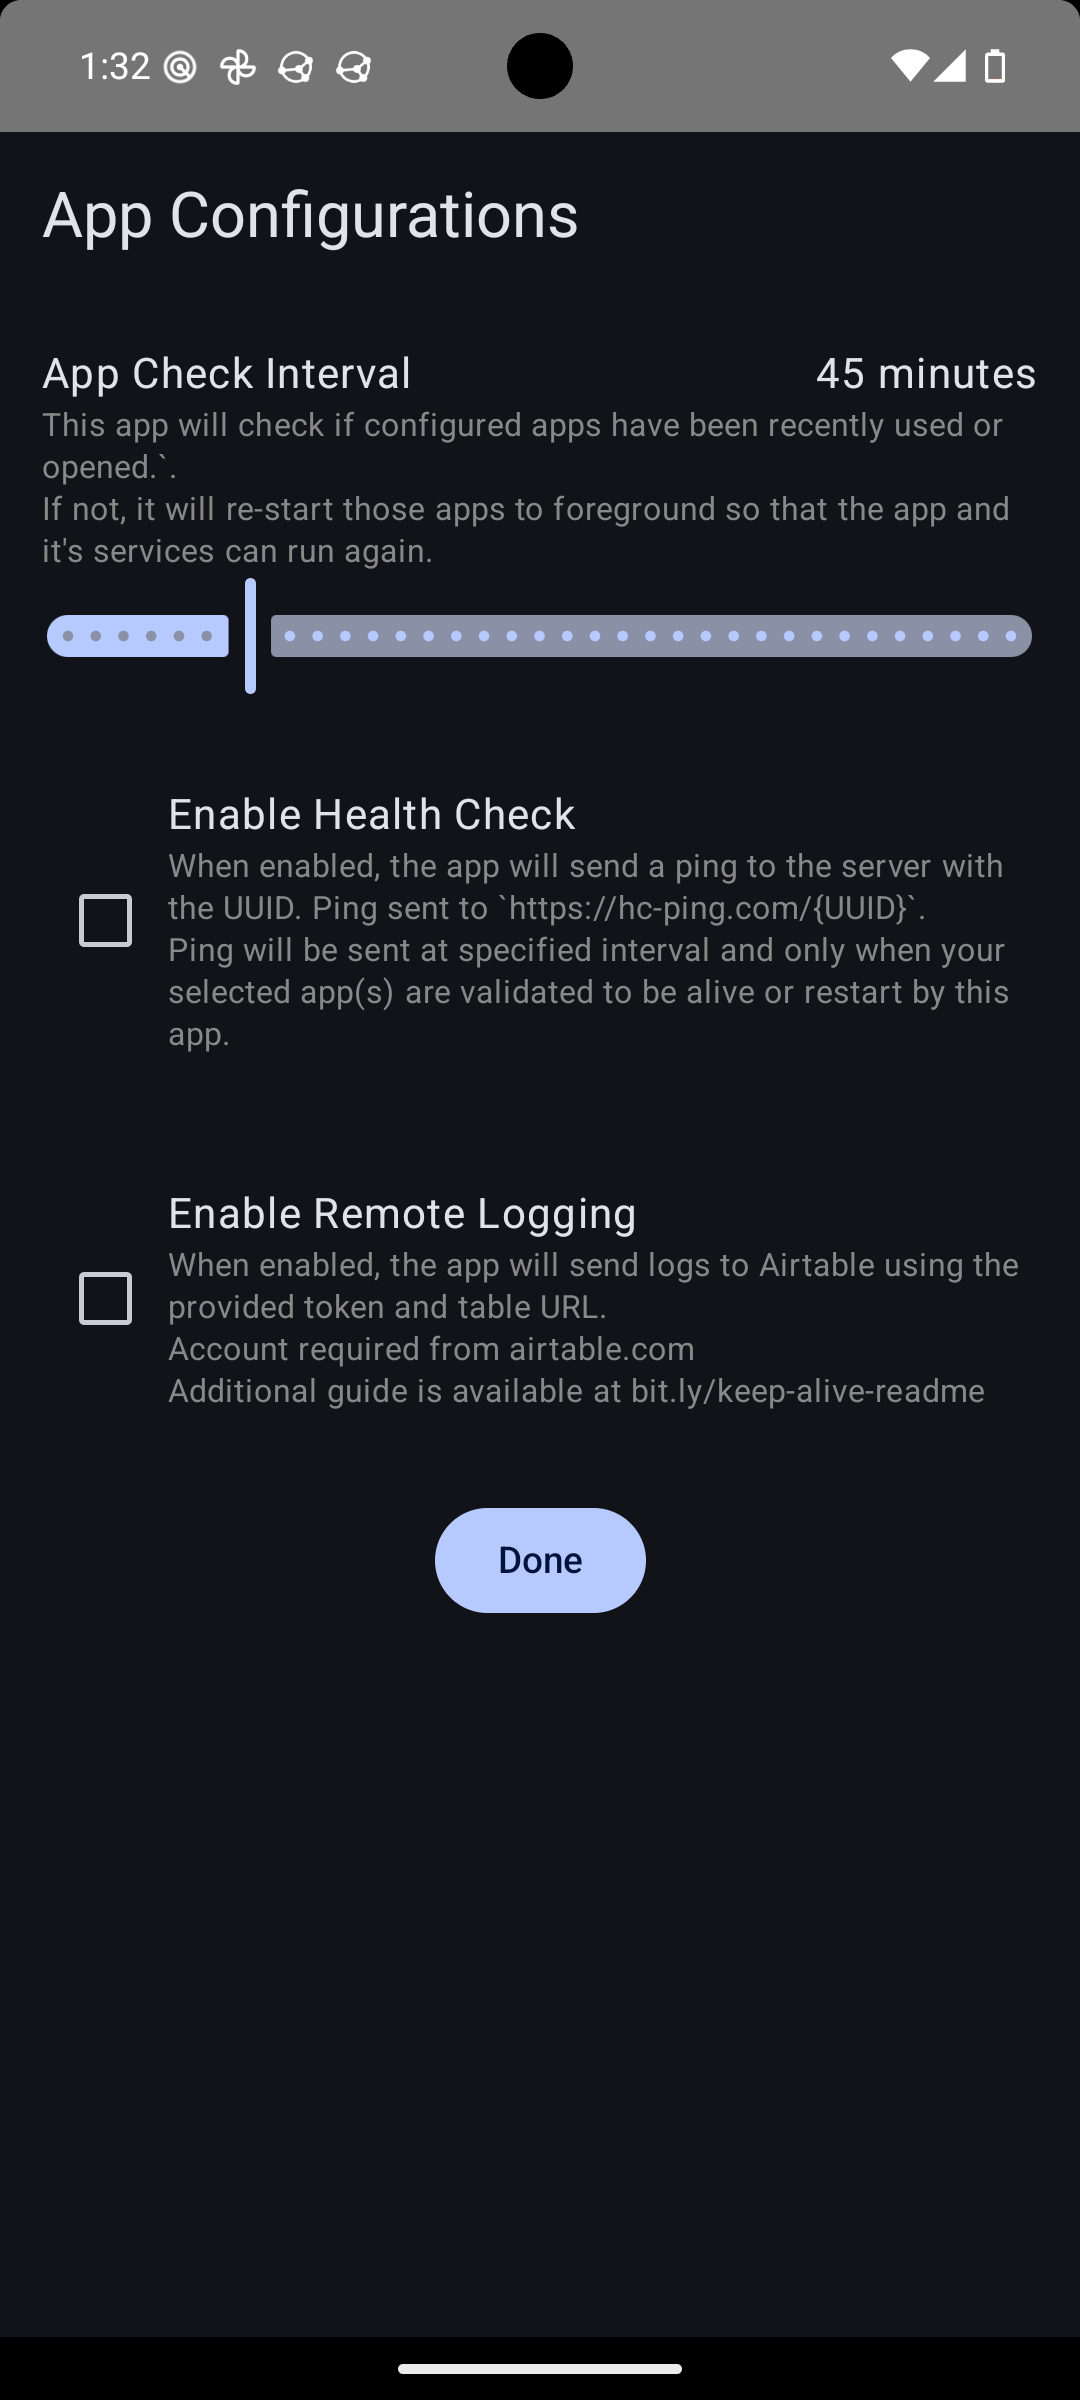 1:32
App Configurations
App Check Interval
45 minutes
This app will check if configured apps have been recently used or
opened.`.
If not, it will re-start those apps to foreground so that the app and
it's services can run again.
Enable Health Check
When enabled, the app will send a ping to the server with
the UUID. Ping sent to `https://hc-ping.com/{UUID}`.
Ping will be sent at specified interval and only when your
selected app(s) are validated to be alive or restart by this
app.
Enable Remote Logging
When enabled, the app will send logs to Airtable using the
provided token and table URL.
Account required from airtable.com
Additional guide is available at bit.ly/keep-alive-readme
Done